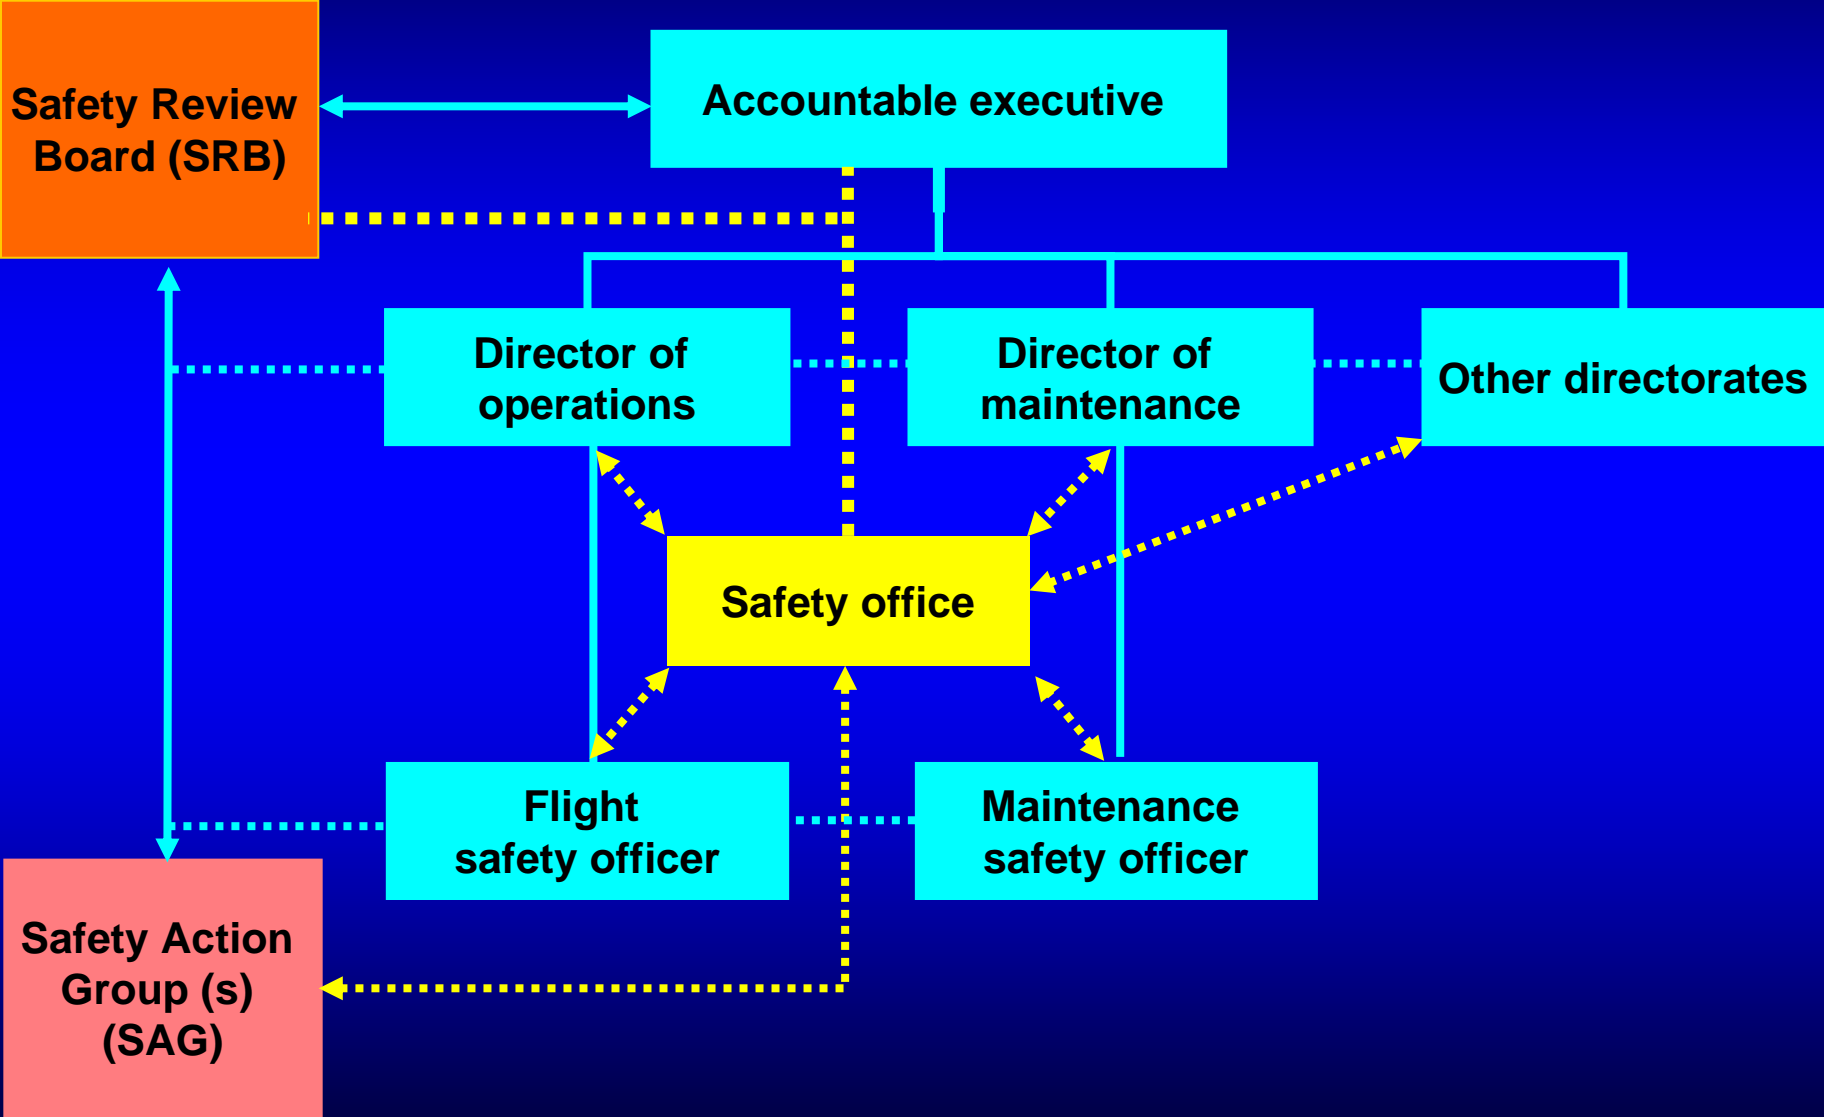 Safety Review
Board (SRB)
Accountable executive
Director of
operations
Director of
maintenance
Other directorates
Safety office
Flight
safety officer
Maintenance
safety officer
Safety Action
Group (s)
(SAG)